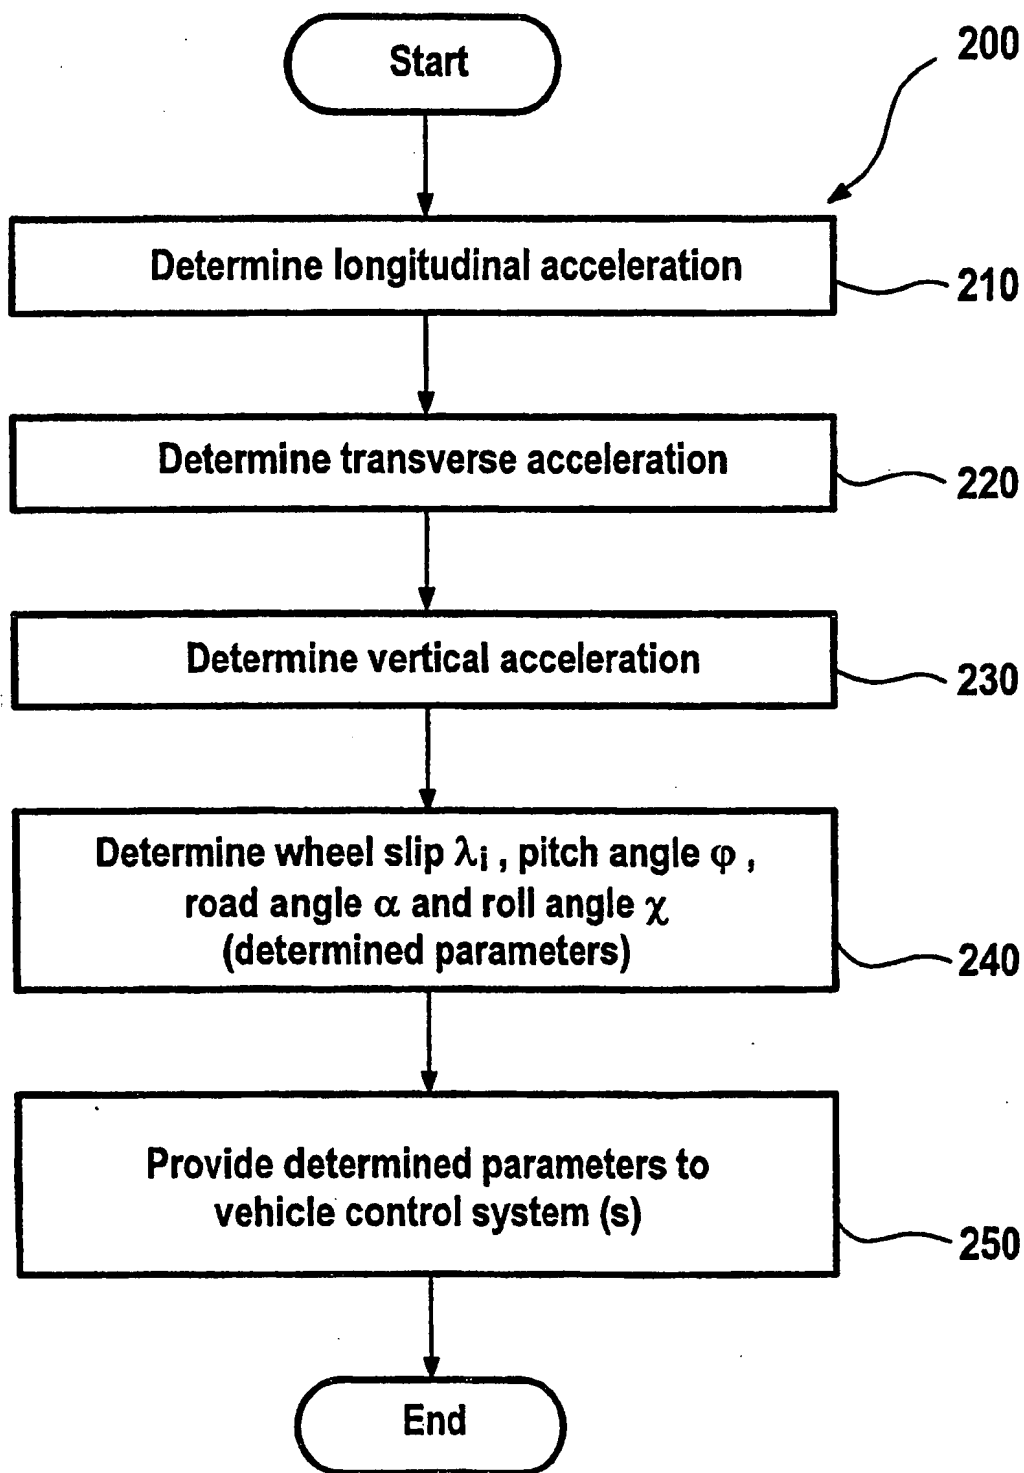 Start
200
Determine longitudinal acceleration
210
Determine transverse acceleration
220
Determine vertical acceleration
230
Determine wheel slip λi , pitch angle φ ,
road angle α and roll angle χ
(determined parameters)
240
Provide determined parameters to
vehicle control system (s)
250
End